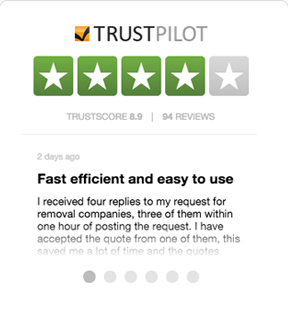 TRUSTPILOT
TRUSTSCORE 8.9 | 94 REVIEWS
2 days ago
Fast efficient and easy to use
I received four replies to my request for
removal companies, three of them within
one hour of posting the request. I have
accepted the quote from one of them, this
saved me a lot of time and the quotes